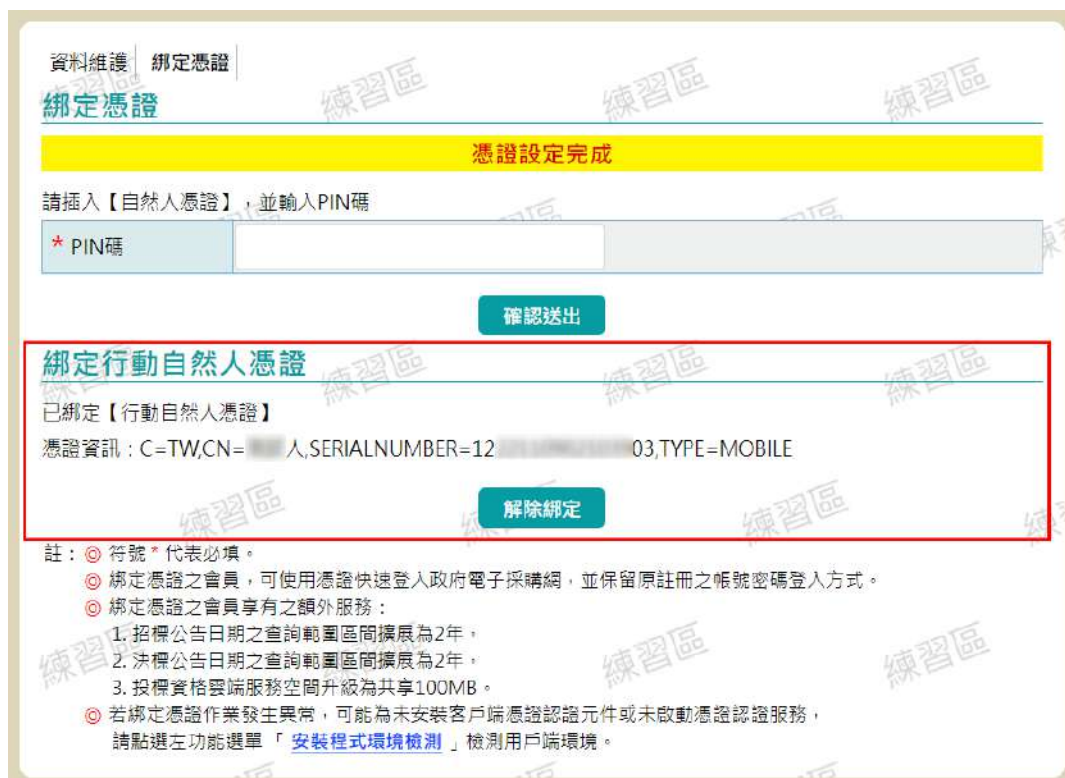 資料維護 綁定憑證
綁定憑證
憑證設定完成
請插入【自然人憑證】，並輸入PIN碼
* PIN碼
確認送出
綁定行動自然人憑證
已綁定【行動自然人憑證】
憑證資訊：C=TW,CN= 人,SERIALNUMBER=12 03,TYPE=MOBILE
解除綁定
註：◎ 符號 * 代表必填。
◎ 綁定憑證之會員，可使用憑證快速登入政府電子採購網，並保留原註冊之帳號密碼登入方式。
◎ 綁定憑證之會員享有之額外服務：
1. 招標公告日期之查詢範圍區間擴展為2年。
2. 決標公告日期之查詢範圍區間擴展為2年。
3. 投標資格雲端服務空間升級為共享100MB。
◎ 若綁定憑證作業發生異常，可能為未安裝客戶端憑證認證元件或未啟動憑證認證服務，
請點選左功能選單「 安裝程式環境檢測 」檢測用戶端環境。
練習區